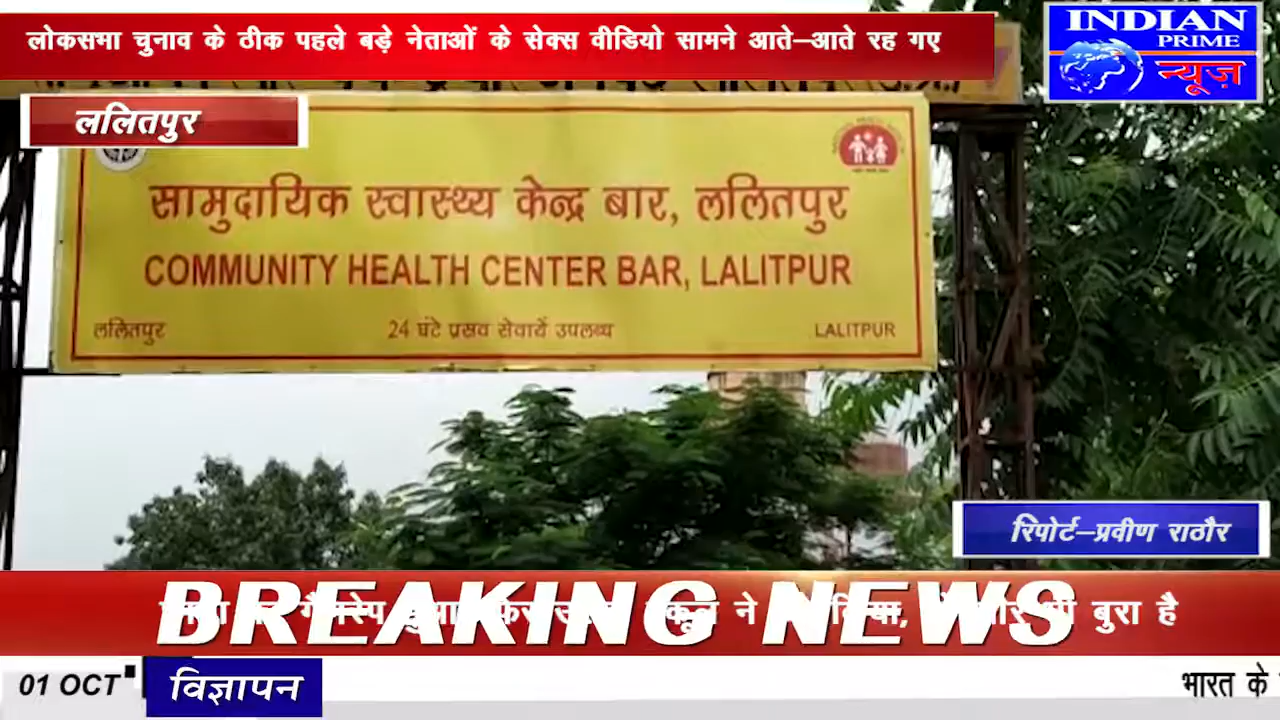 लोकसभा चुनाव के ठीक पहले बड़े नेताओं के सेक्स वीडियो सामने आते–आते रह गए
INDIAN
PRIME
न्यूज़
ललितपुर
सामुदायिक स्वास्थ्य केन्द्र बार, ललितपुर
COMMUNITY HEALTH CENTER BAR, LALITPUR
ललितपुर 24 घंटे प्रसव सेवायें उपलब्ध LALITPUR
रिपोर्ट–प्रवीण राठौर
BREAKING NEWS
ने बुरा है
01 OCT विज्ञापन भारत के